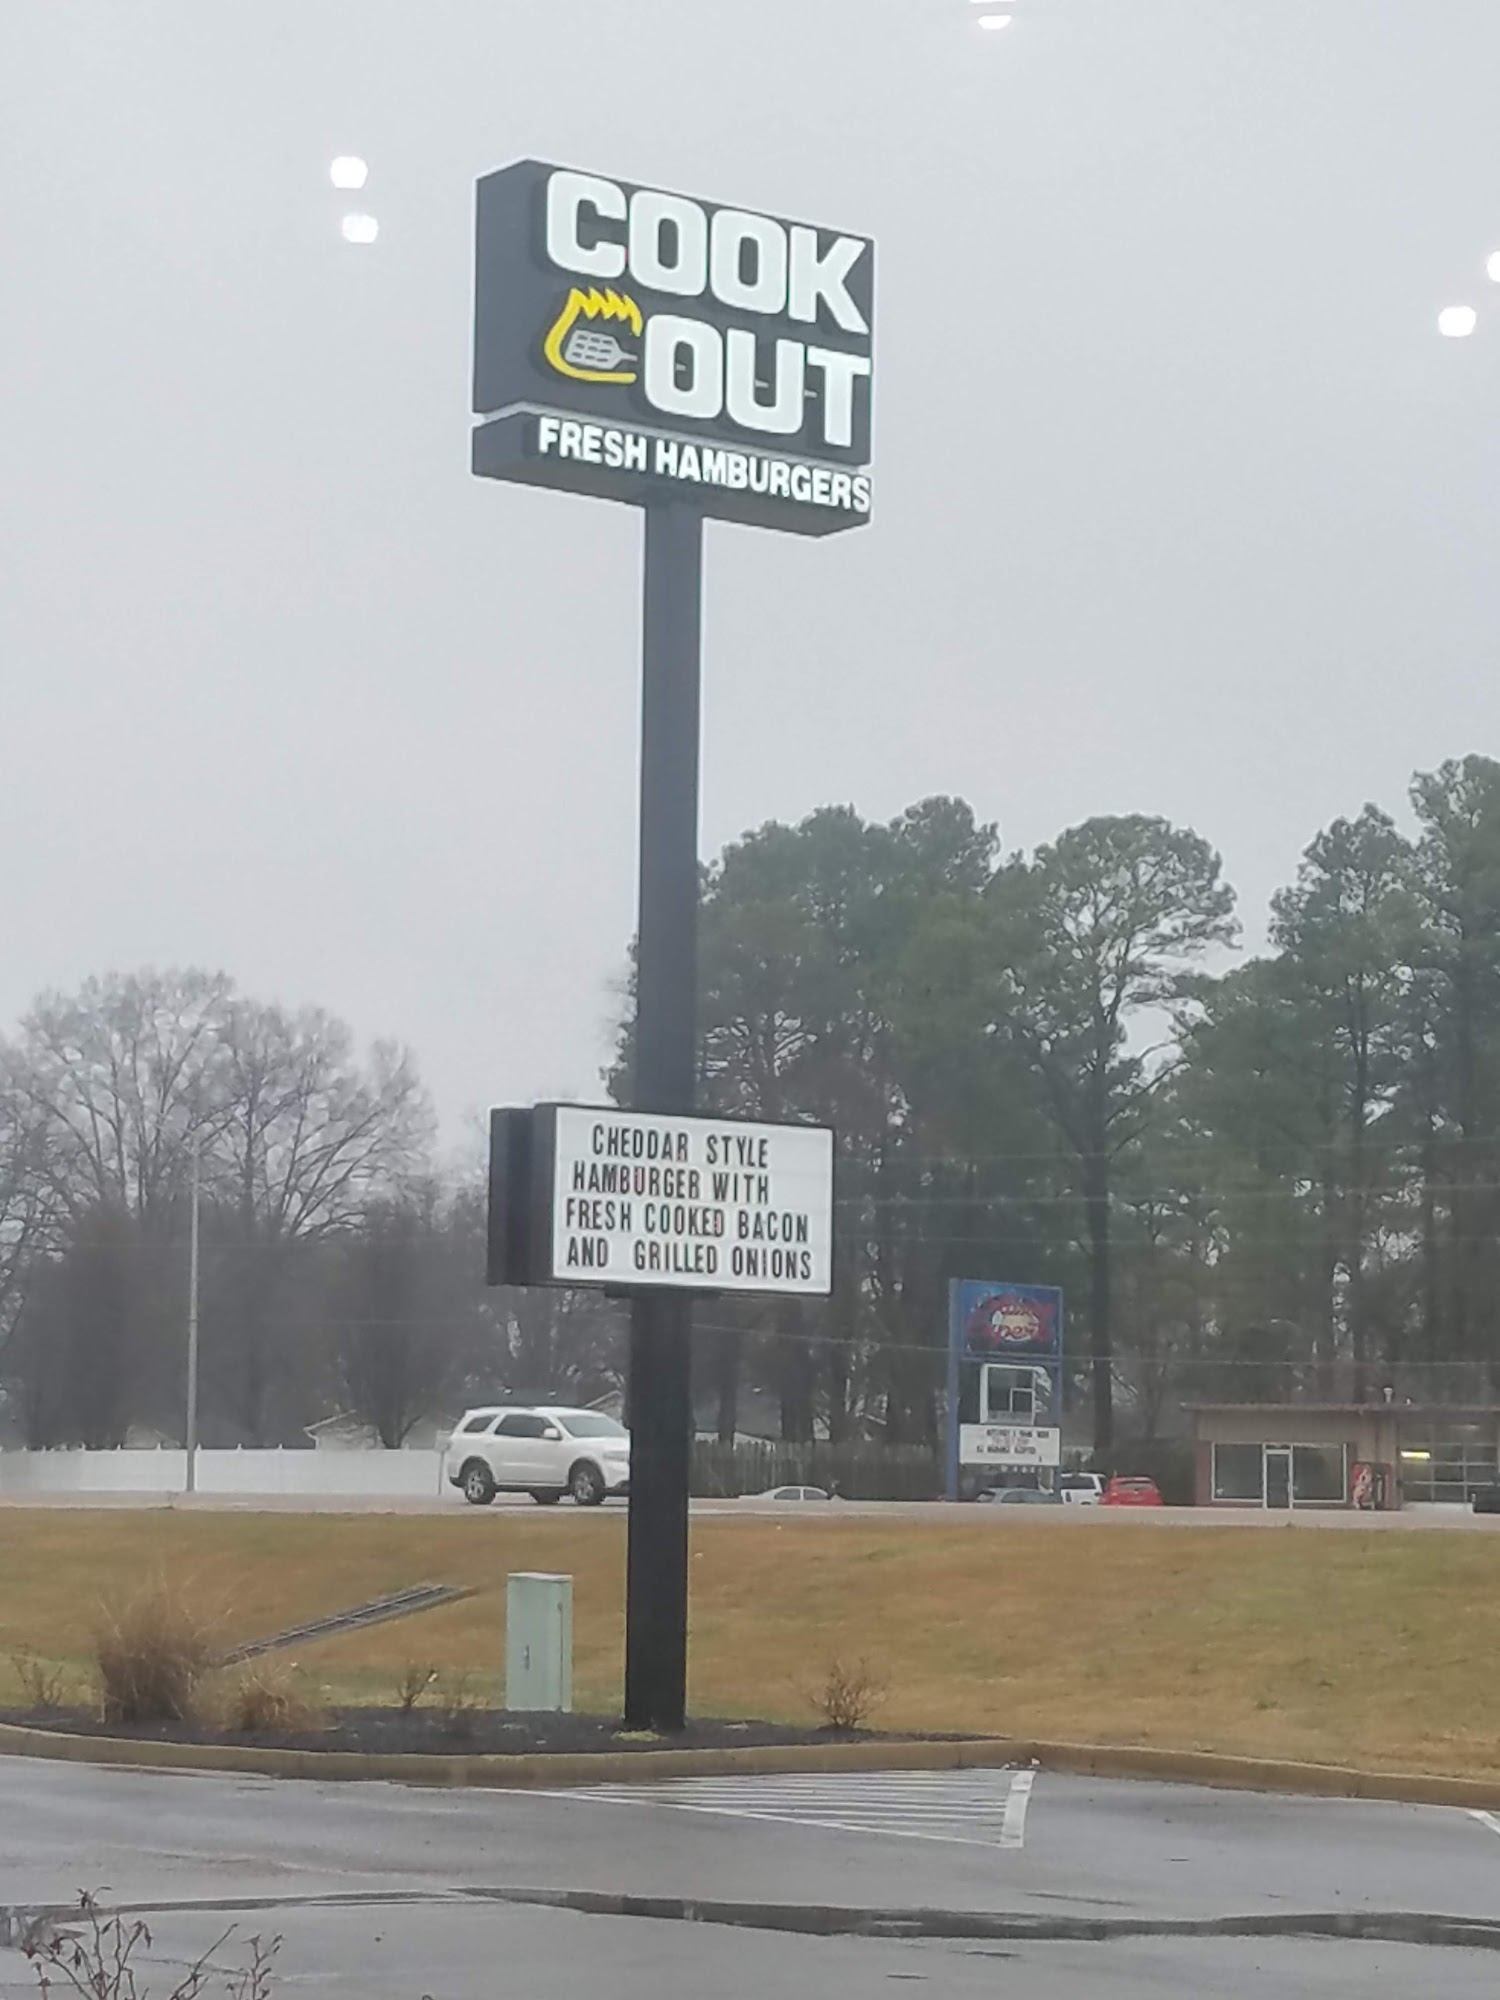 COOK
OUT
FRESH HAMBURGERS
CHEDDAR STYLE
HAMBURGER WITH
FRESH COOKED BACON
AND GRILLED ONIONS